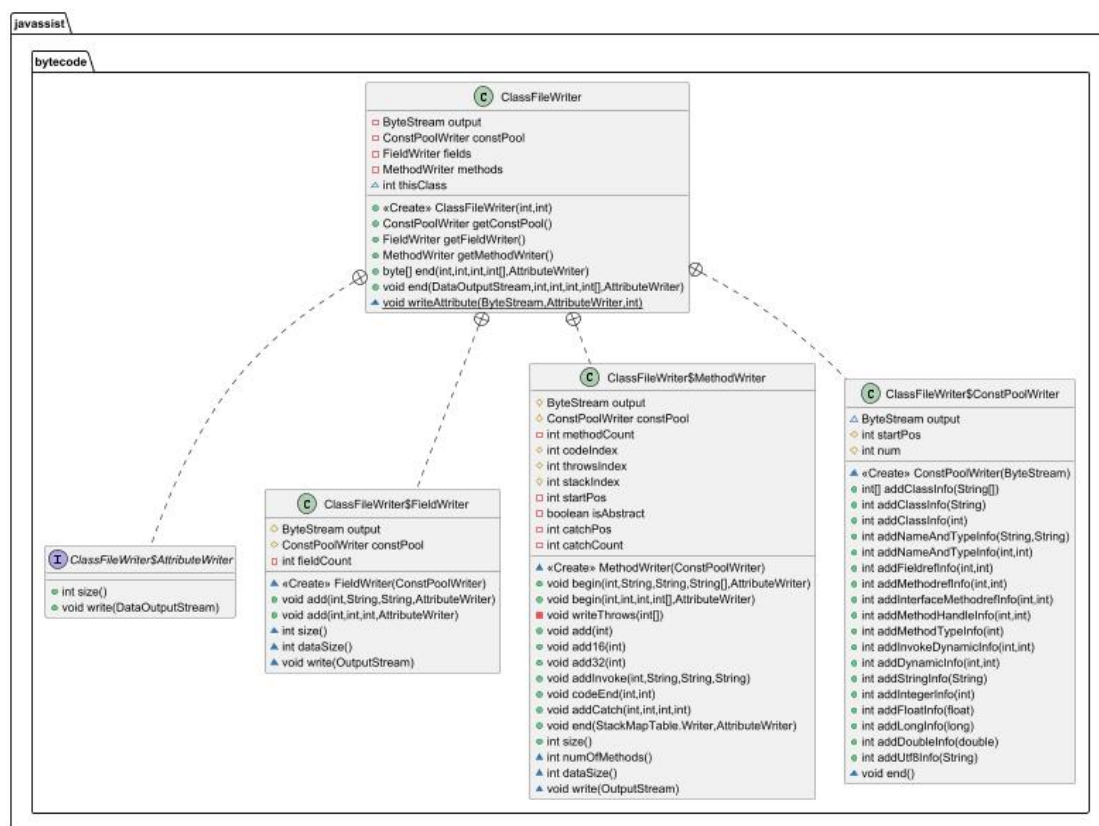 javassist
bytecode
C ClassFileWriter
ByteStream output
ConstPoolWriter constPool
FieldWriter fields
MethodWriter methods
int thisClass
«Create» ClassFileWriter(int,int)
ConstPoolWriter getConstPool()
FieldWriter getFieldWriter()
MethodWriter getMethodWriter()
byte[] end(int,int,int,int[],AttributeWriter)
void end(DataOutputStream,int,int,int,int[],AttributeWriter)
void writeAttribute(ByteStream,AttributeWriter,int)
I ClassFileWriter$AttributeWriter
int size()
void write(DataOutputStream)
C ClassFileWriter$FieldWriter
ByteStream output
ConstPoolWriter constPool
int fieldCount
«Create» FieldWriter(ConstPoolWriter)
void add(int,String,String,AttributeWriter)
void add(int,int,int,AttributeWriter)
int size()
int dataSize()
void write(OutputStream)
C ClassFileWriter$MethodWriter
ByteStream output
ConstPoolWriter constPool
int methodCount
int codeIndex
int throwsIndex
int stackIndex
int startPos
boolean isAbstract
int catchPos
int catchCount
«Create» MethodWriter(ConstPoolWriter)
void begin(int,String,String,String[],AttributeWriter)
void begin(int,int,int,int[],AttributeWriter)
void writeThrows(int[])
void add(int)
void add16(int)
void add32(int)
void addInvoke(int,String,String,String)
void codeEnd(int,int)
void addCatch(int,int,int,int)
void end(StackMapTable.Writer,AttributeWriter)
int size()
int numOfMethods()
int dataSize()
void write(OutputStream)
C ClassFileWriter$ConstPoolWriter
ByteStream output
int startPos
int num
«Create» ConstPoolWriter(ByteStream)
int[] addClassInfo(String[])
int addClassInfo(String)
int addClassInfo(int)
int addNameAndTypeInfo(String,String)
int addNameAndTypeInfo(int,int)
int addFieldrefInfo(int,int)
int addMethodrefInfo(int,int)
int addInterfaceMethodrefInfo(int,int)
int addMethodHandleInfo(int,int)
int addMethodTypeInfo(int)
int addInvokeDynamicInfo(int,int)
int addDynamicInfo(int,int)
int addStringInfo(String)
int addIntegerInfo(int)
int addFloatInfo(float)
int addLongInfo(long)
int addDoubleInfo(double)
int addUtf8Info(String)
void end()